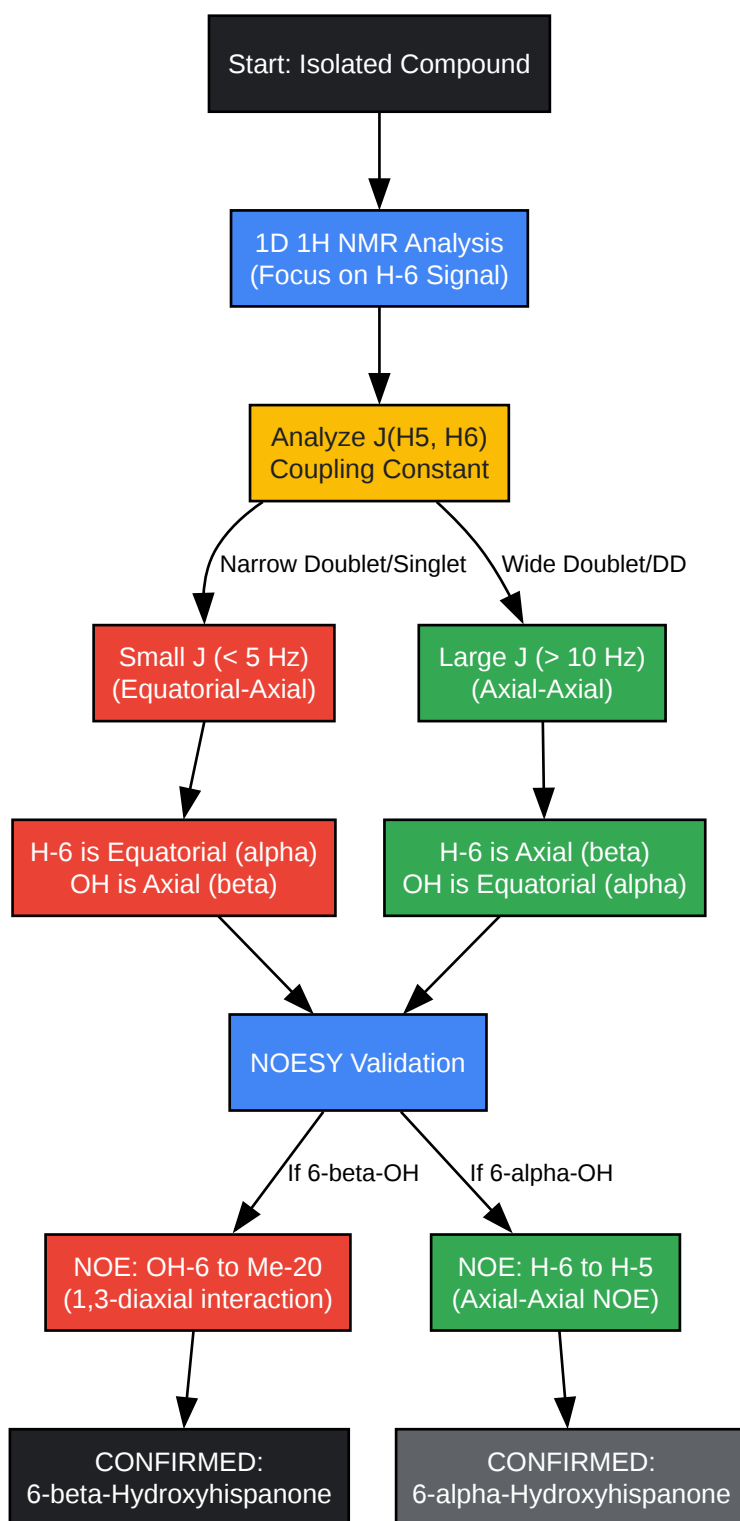 Start: Isolated Compound
1D 1H NMR Analysis
(Focus on H-6 Signal)
Analyze J(H5, H6)
Coupling Constant
Narrow Doublet/Singlet
Wide Doublet/DD
Small J (< 5 Hz)
(Equatorial-Axial)
Large J (> 10 Hz)
(Axial-Axial)
H-6 is Equatorial (alpha)
OH is Axial (beta)
H-6 is Axial (beta)
OH is Equatorial (alpha)
NOESY Validation
If 6-beta-OH
If 6-alpha-OH
NOE: OH-6 to Me-20
(1,3-diaxial interaction)
NOE: H-6 to H-5
(Axial-Axial NOE)
CONFIRMED:
6-beta-Hydroxyhispanone
CONFIRMED:
6-alpha-Hydroxyhispanone